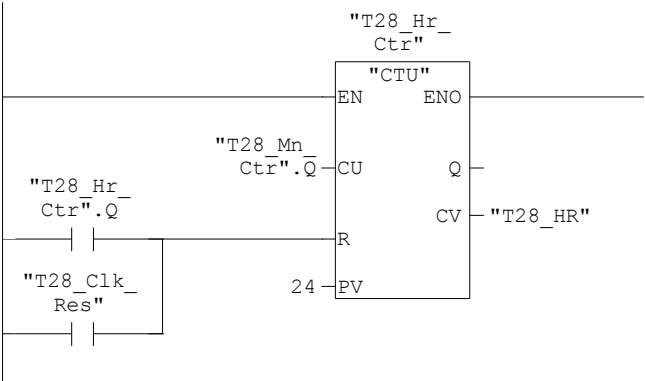 "T28_Hr_
Ctr"
"CTU"
EN ENO
"T28_Mn_
Ctr".Q CU Q
"T28_Hr_
Ctr".Q
CV "T28_HR"
R
"T28_Clk_
Res"
24 PV